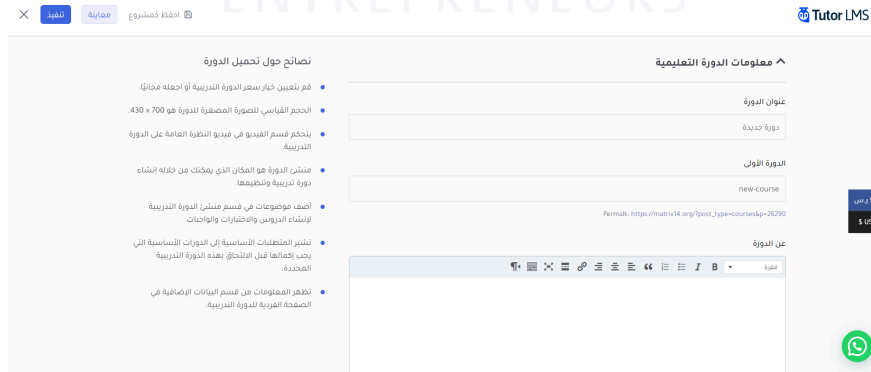 ENTREPRENEURS
Tutor LMS
احفظ كمشروع
معاينة
تنفيذ
معلومات الدورة التعليمية
عنوان الدورة
دورة جديدة
الدورة الأولى
new-course
Permalk: https://matrix14.org/?post_type=courses&p=26290
عن الدورة
فقرة
B I
نصائح حول تحميل الدورة
قم بتعيين خيار سعر الدورة التدريبية أو اجعله مجانيًا.
الحجم القياسي للصورة المصغرة للدورة هو 700 × 430.
يتحكم قسم الفيديو في فيديو النظرة العامة على الدورة
التدريبية.
منشئ الدورة هو المكان الذي يمكنك من خلاله إنشاء
دورة تدريبية وتنظيمها.
أضف موضوعات في قسم منشئ الدورة التدريبية
لإنشاء الدروس والاختبارات والواجبات.
تشير المتطلبات الأساسية إلى الدورات الأساسية التي
يجب إكمالها قبل الالتحاق بهذه الدورة التدريبية
المحددة.
تظهر المعلومات من قسم البيانات الإضافية في
الصفحة الفردية للدورة التدريبية.
ر.س
$ US